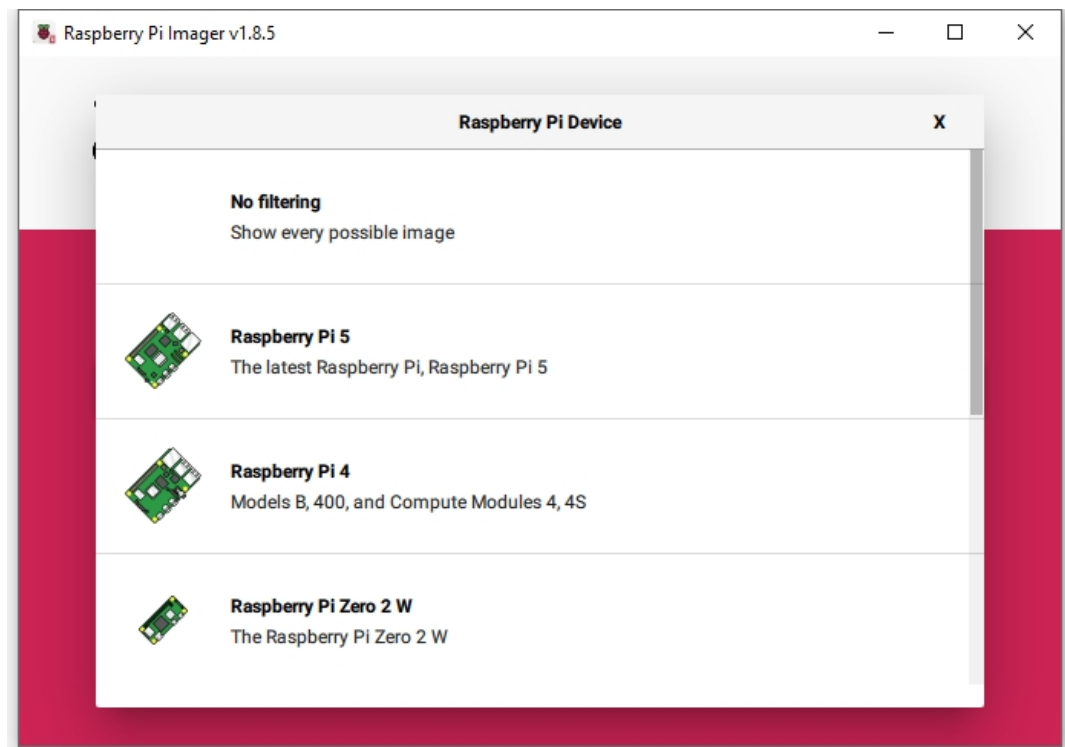 Raspberry Pi Imager v1.8.5
Raspberry Pi Device X
No filtering
Show every possible image
Raspberry Pi 5
The latest Raspberry Pi, Raspberry Pi 5
Raspberry Pi 4
Models B, 400, and Compute Modules 4, 4S
Raspberry Pi Zero 2 W
The Raspberry Pi Zero 2 W